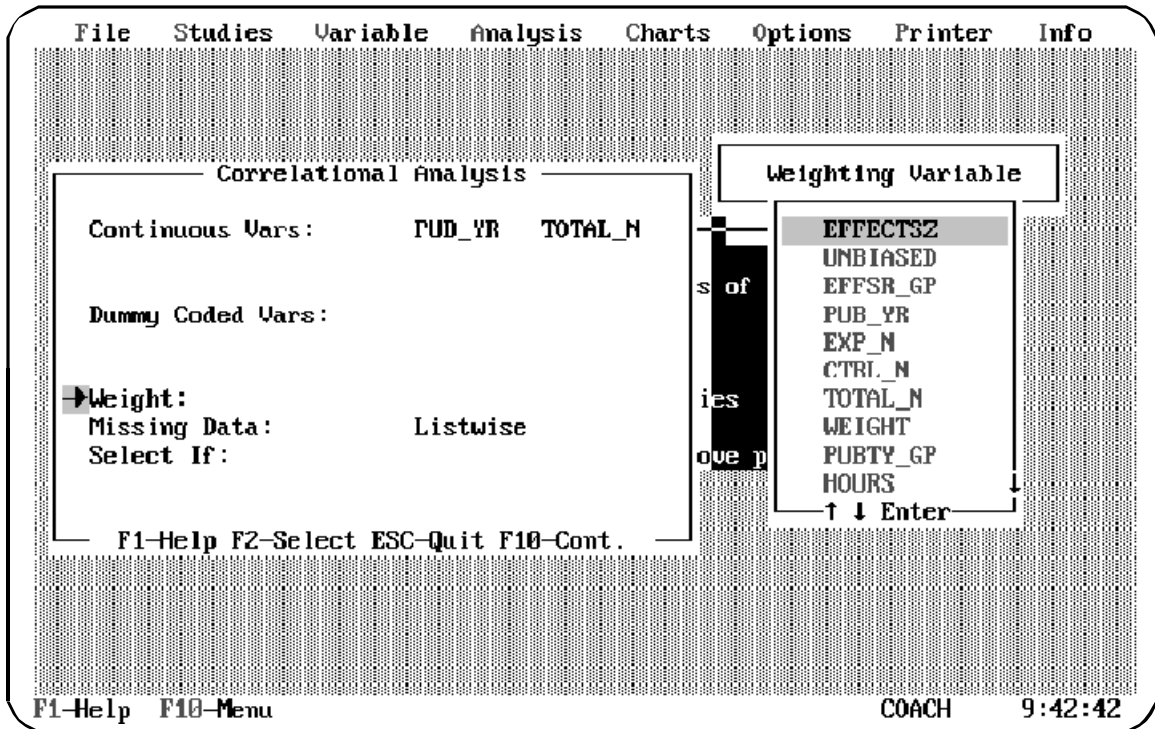 File Studies Variable Analysis Charts Options Printer Info
Correlational Analysis
Continuous Vars: PUB_YR TOTAL_N
Dummy Coded Vars:
Weight:
Missing Data: Listwise
Select If:
F1-Help F2-Select ESC-Quit F10-Cont.
s of
ies
ove p
Weighting Variable
EFFECTSZ
UNBIASED
EFFSR_GP
PUB_YR
EXP_N
CTRL_N
TOTAL_N
WEIGHT
PUBTY_GP
HOURS
↑ ↓ Enter
F1-Help F10-Menu COACH 9:42:42